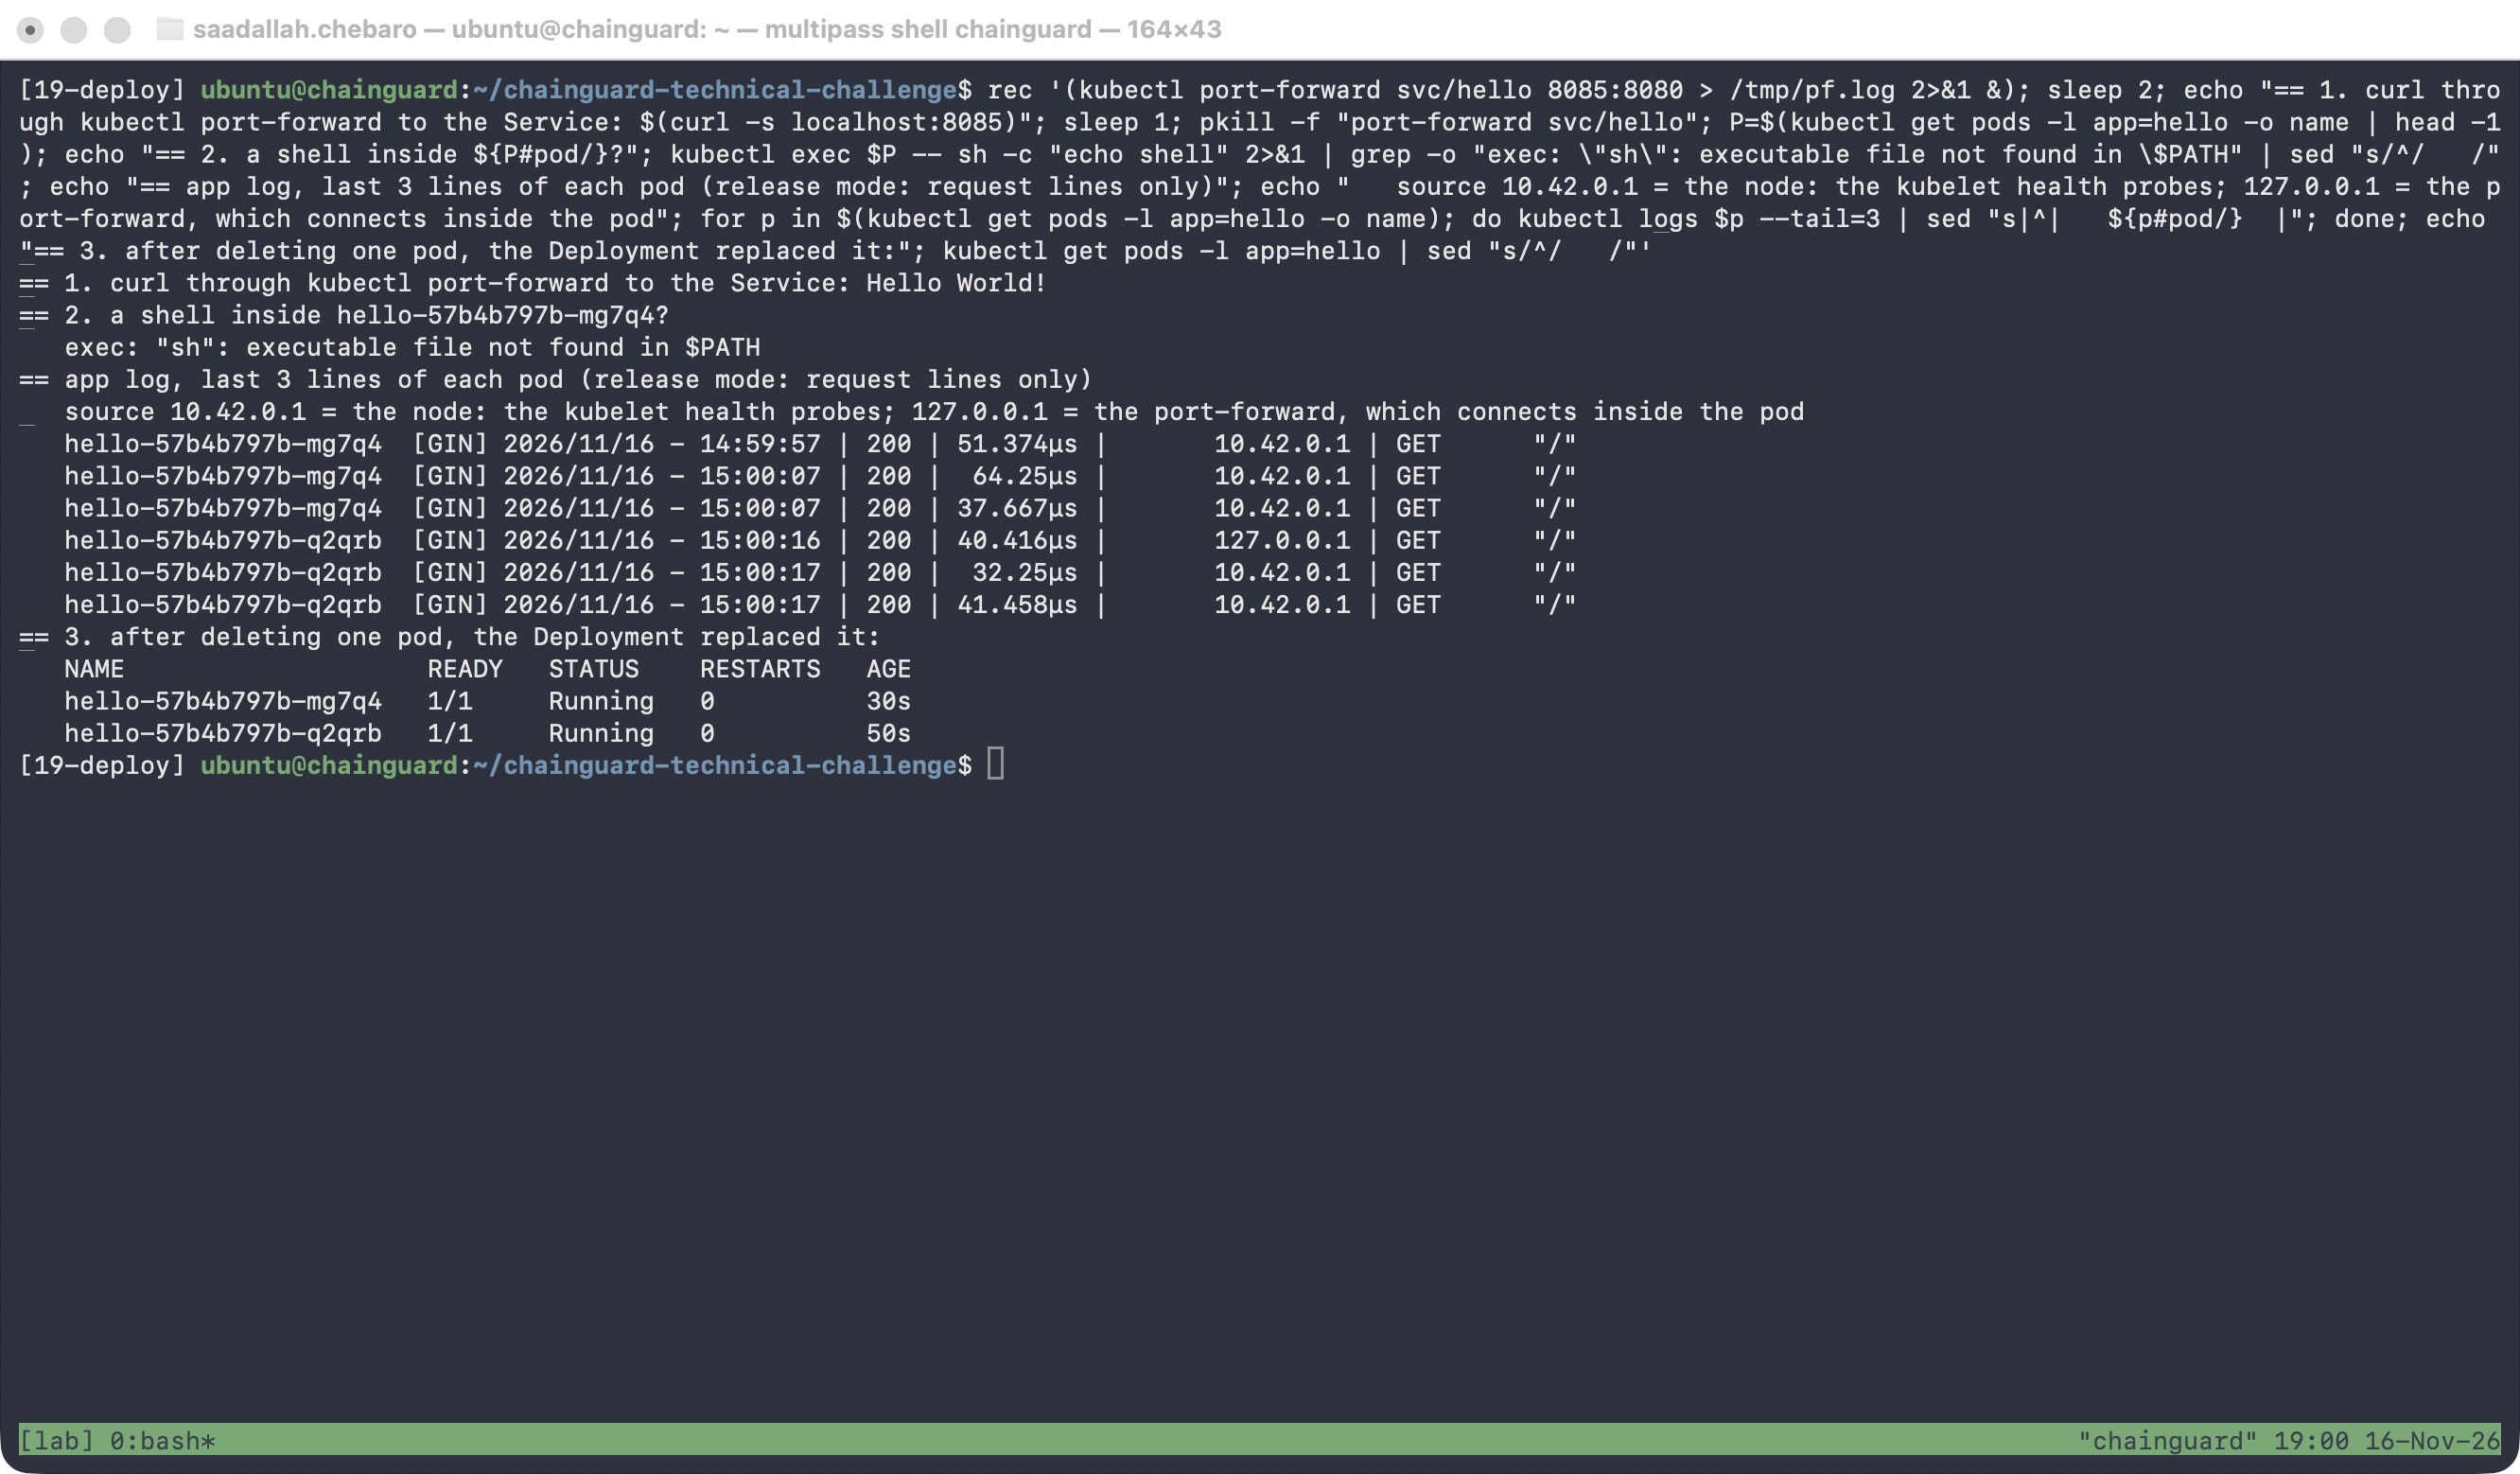 saadallah.chebaro — ubuntu@chainguard: ~ — multipass shell chainguard — 164×43
[19-deploy] ubuntu@chainguard:~/chainguard-technical-challenge$ rec '(kubectl port-forward svc/hello 8085:8080 > /tmp/pf.log 2>&1 &); sleep 2; echo "== 1. curl thro
ugh kubectl port-forward to the Service: $(curl -s localhost:8085)"; sleep 1; pkill -f "port-forward svc/hello"; P=$(kubectl get pods -l app=hello -o name | head -1
); echo "== 2. a shell inside ${P#pod/}?"; kubectl exec $P -- sh -c "echo shell" 2>&1 | grep -o "exec: \"sh\": executable file not found in \$PATH" | sed "s/^/   /"
; echo "== app log, last 3 lines of each pod (release mode: request lines only)"; echo "   source 10.42.0.1 = the node: the kubelet health probes; 127.0.0.1 = the p
ort-forward, which connects inside the pod"; for p in $(kubectl get pods -l app=hello -o name); do kubectl logs $p --tail=3 | sed "s|^|   ${p#pod/}  |"; done; echo 
"== 3. after deleting one pod, the Deployment replaced it:"; kubectl get pods -l app=hello | sed "s/^/   /"'
== 1. curl through kubectl port-forward to the Service: Hello World!
== 2. a shell inside hello-57b4b797b-mg7q4?
   exec: "sh": executable file not found in $PATH
== app log, last 3 lines of each pod (release mode: request lines only)
   source 10.42.0.1 = the node: the kubelet health probes; 127.0.0.1 = the port-forward, which connects inside the pod
   hello-57b4b797b-mg7q4  [GIN] 2026/11/16 - 14:59:57 | 200 | 51.374µs |       10.42.0.1 | GET      "/"
   hello-57b4b797b-mg7q4  [GIN] 2026/11/16 - 15:00:07 | 200 |  64.25µs |       10.42.0.1 | GET      "/"
   hello-57b4b797b-mg7q4  [GIN] 2026/11/16 - 15:00:07 | 200 | 37.667µs |       10.42.0.1 | GET      "/"
   hello-57b4b797b-q2qrb  [GIN] 2026/11/16 - 15:00:16 | 200 | 40.416µs |       127.0.0.1 | GET      "/"
   hello-57b4b797b-q2qrb  [GIN] 2026/11/16 - 15:00:17 | 200 |  32.25µs |       10.42.0.1 | GET      "/"
   hello-57b4b797b-q2qrb  [GIN] 2026/11/16 - 15:00:17 | 200 | 41.458µs |       10.42.0.1 | GET      "/"
== 3. after deleting one pod, the Deployment replaced it:
   NAME                    READY   STATUS    RESTARTS   AGE
   hello-57b4b797b-mg7q4   1/1     Running   0          30s
   hello-57b4b797b-q2qrb   1/1     Running   0          50s
[19-deploy] ubuntu@chainguard:~/chainguard-technical-challenge$
[lab] 0:bash* "chainguard" 19:00 16-Nov-26